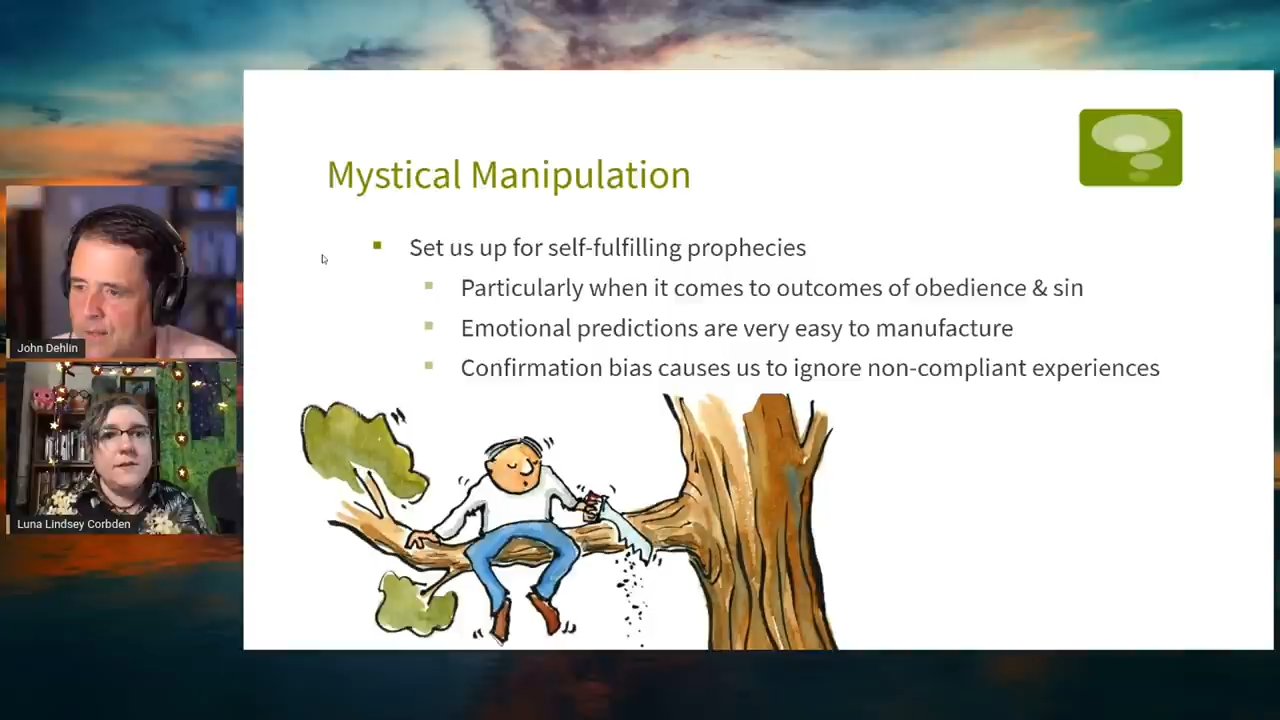 Mystical Manipulation
Set us up for self-fulfilling prophecies
Particularly when it comes to outcomes of obedience & sin
Emotional predictions are very easy to manufacture
Confirmation bias causes us to ignore non-compliant experiences
John Dehlin
Luna Lindsey Corbden